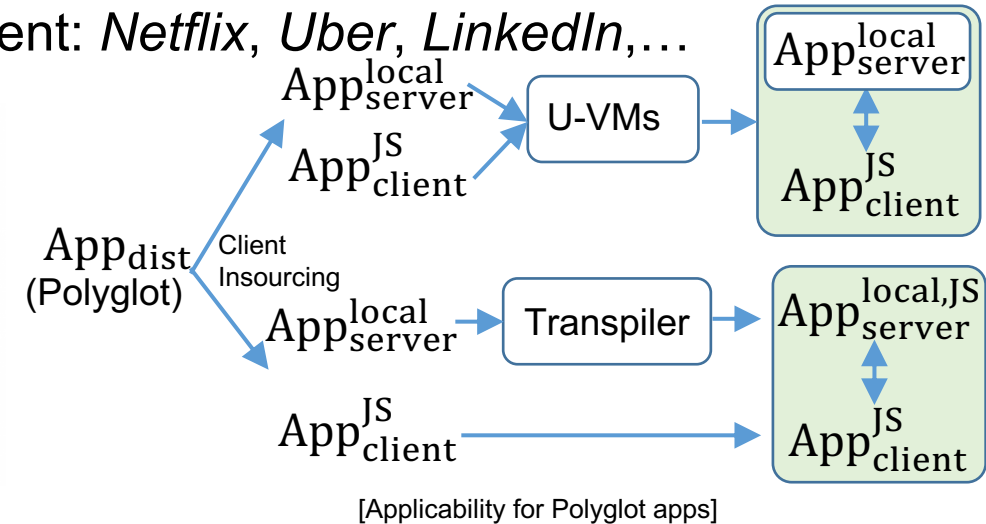 ent: Netflix, Uber, LinkedIn,…
App^local_server
App^JS_client
U-VMs
App^local_server
App^JS_client
App_dist
(Polyglot)
Client
Insourcing
App^local_server
Transpiler
App^local,JS_server
App^JS_client
App^JS_client
[Applicability for Polyglot apps]